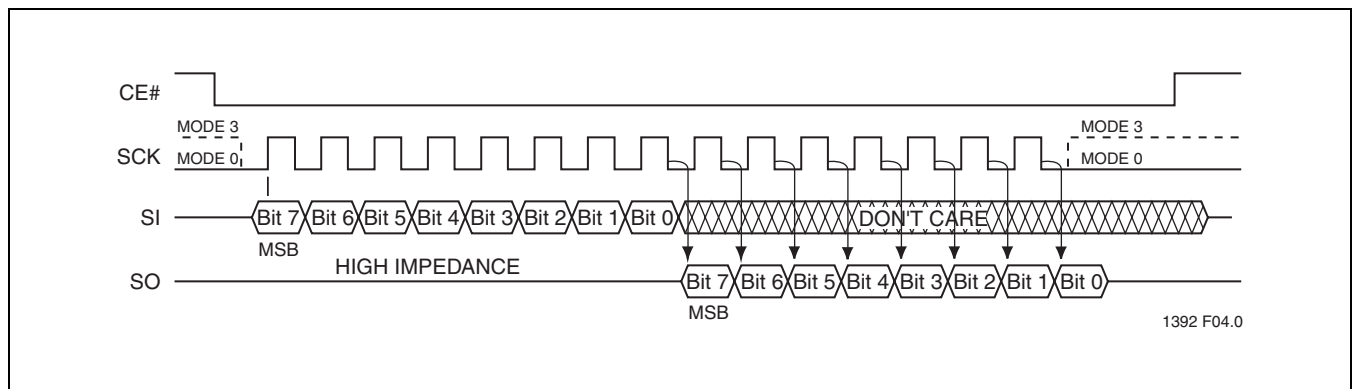 CE#
MODE 3
MODE 3
SCK
MODE 0
MODE 0
SI
Bit 7 Bit 6 Bit 5 Bit 4 Bit 3 Bit 2 Bit 1 Bit 0
DON'T CARE
MSB
HIGH IMPEDANCE
SO
Bit 7 Bit 6 Bit 5 Bit 4 Bit 3 Bit 2 Bit 1 Bit 0
MSB
1392 F04.0